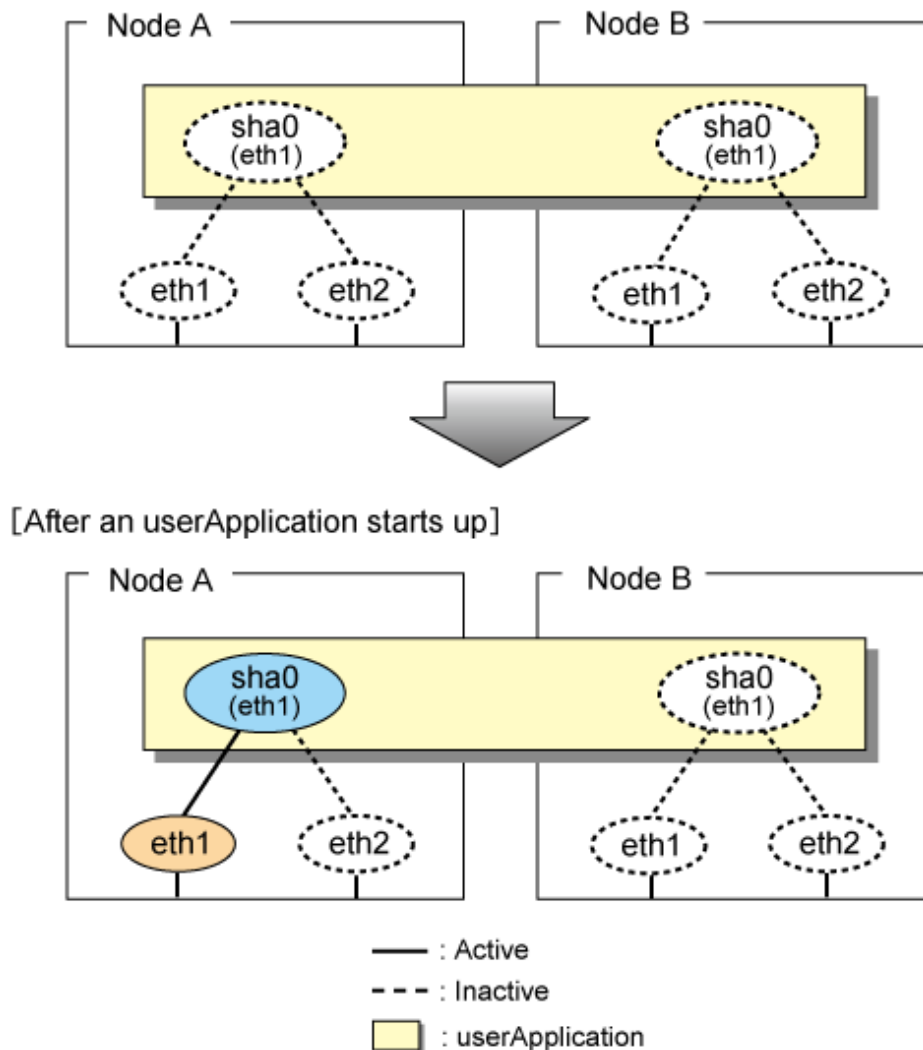 Node A
Node B
sha0
(eth1)
sha0
(eth1)
eth1
eth2
eth1
eth2
[After an userApplication starts up]
Node A
Node B
sha0
(eth1)
sha0
(eth1)
eth1
eth2
eth1
eth2
: Active
: Inactive
: userApplication